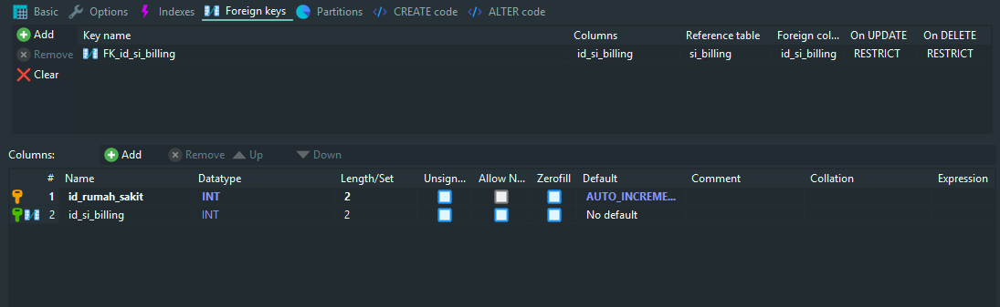 Basic Options Indexes Foreign keys Partitions CREATE code ALTER code
Add Key name Columns Reference table Foreign col... On UPDATE On DELETE
Remove FK_id_si_billing id_si_billing si_billing id_si_billing RESTRICT RESTRICT
Clear
Columns: Add Remove Up Down
# Name Datatype Length/Set Unsign... Allow N... Zerofill Default Comment Collation Expression
1 id_rumah_sakit INT 2 AUTO_INCREME...
2 id_si_billing INT 2 No default